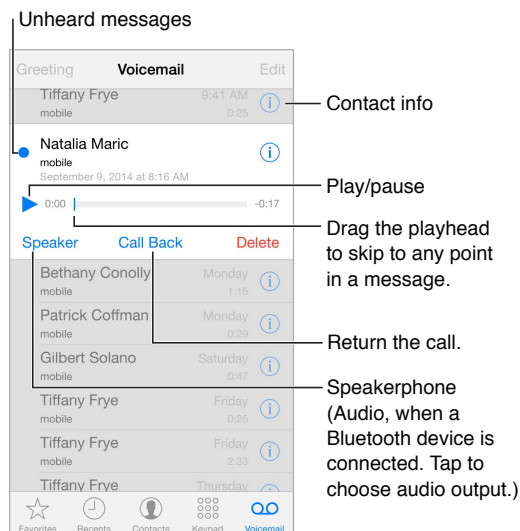 Unheard messages
Greeting Voicemail Edit
Tiffany Frye 9:41 AM
mobile 0:25
Contact info
Natalia Maric
mobile
September 9, 2014 at 8:16 AM
Play/pause
0:00 -0:17
Drag the playhead
to skip to any point
in a message.
Speaker Call Back Delete
Bethany Conolly Monday
mobile 1:15
Patrick Coffman Monday
mobile 0:29
Return the call.
Gilbert Solano Saturday
mobile 0:47
Speakerphone
(Audio, when a
Bluetooth device is
connected. Tap to
choose audio output.)
Tiffany Frye Friday
mobile 0:25
Tiffany Frye Friday
mobile 2:33
Tiffany Frye Thursday
Favorites Recents Contacts Keypad Voicemail